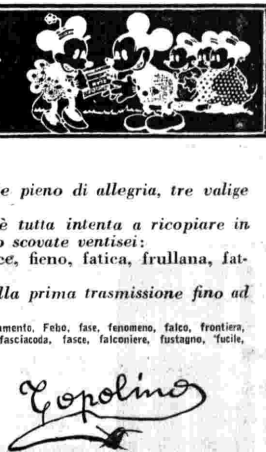 e pieno di allegria, tre valige
è tutta intenta a ricopiare in
o scovate ventisei:
ce, fieno, fatica, frullana, fat-
lla prima trasmissione fino ad
amento, Febo, fase, fenomeno, falco, frontiera,
fasciacoda, fasce, falconiere, fustagno, fucile,
Topolino